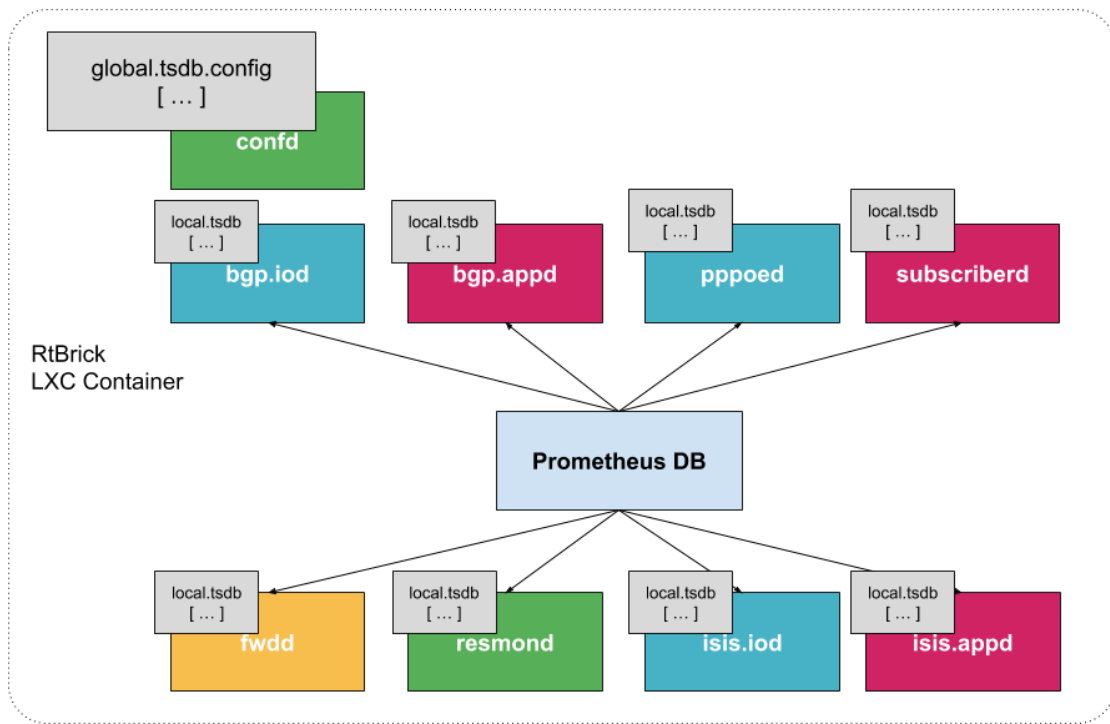 global.tsdb.config
[ ... ]
confd
local.tsdb
[ ... ]
bgp.iod
local.tsdb
[ ... ]
bgp.appd
local.tsdb
[ ... ]
pppoed
local.tsdb
[ ... ]
subscriberd
RtBrick
LXC Container
Prometheus DB
local.tsdb
[ ... ]
fwdd
local.tsdb
[ ... ]
resmond
local.tsdb
[ ... ]
isis.iod
local.tsdb
[ ... ]
isis.appd